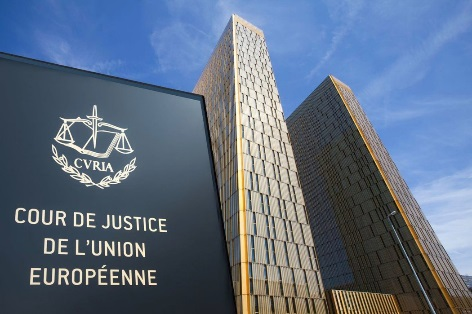 CVRIA
COUR DE JUSTICE
DE L'UNION
EUROPÉENNE